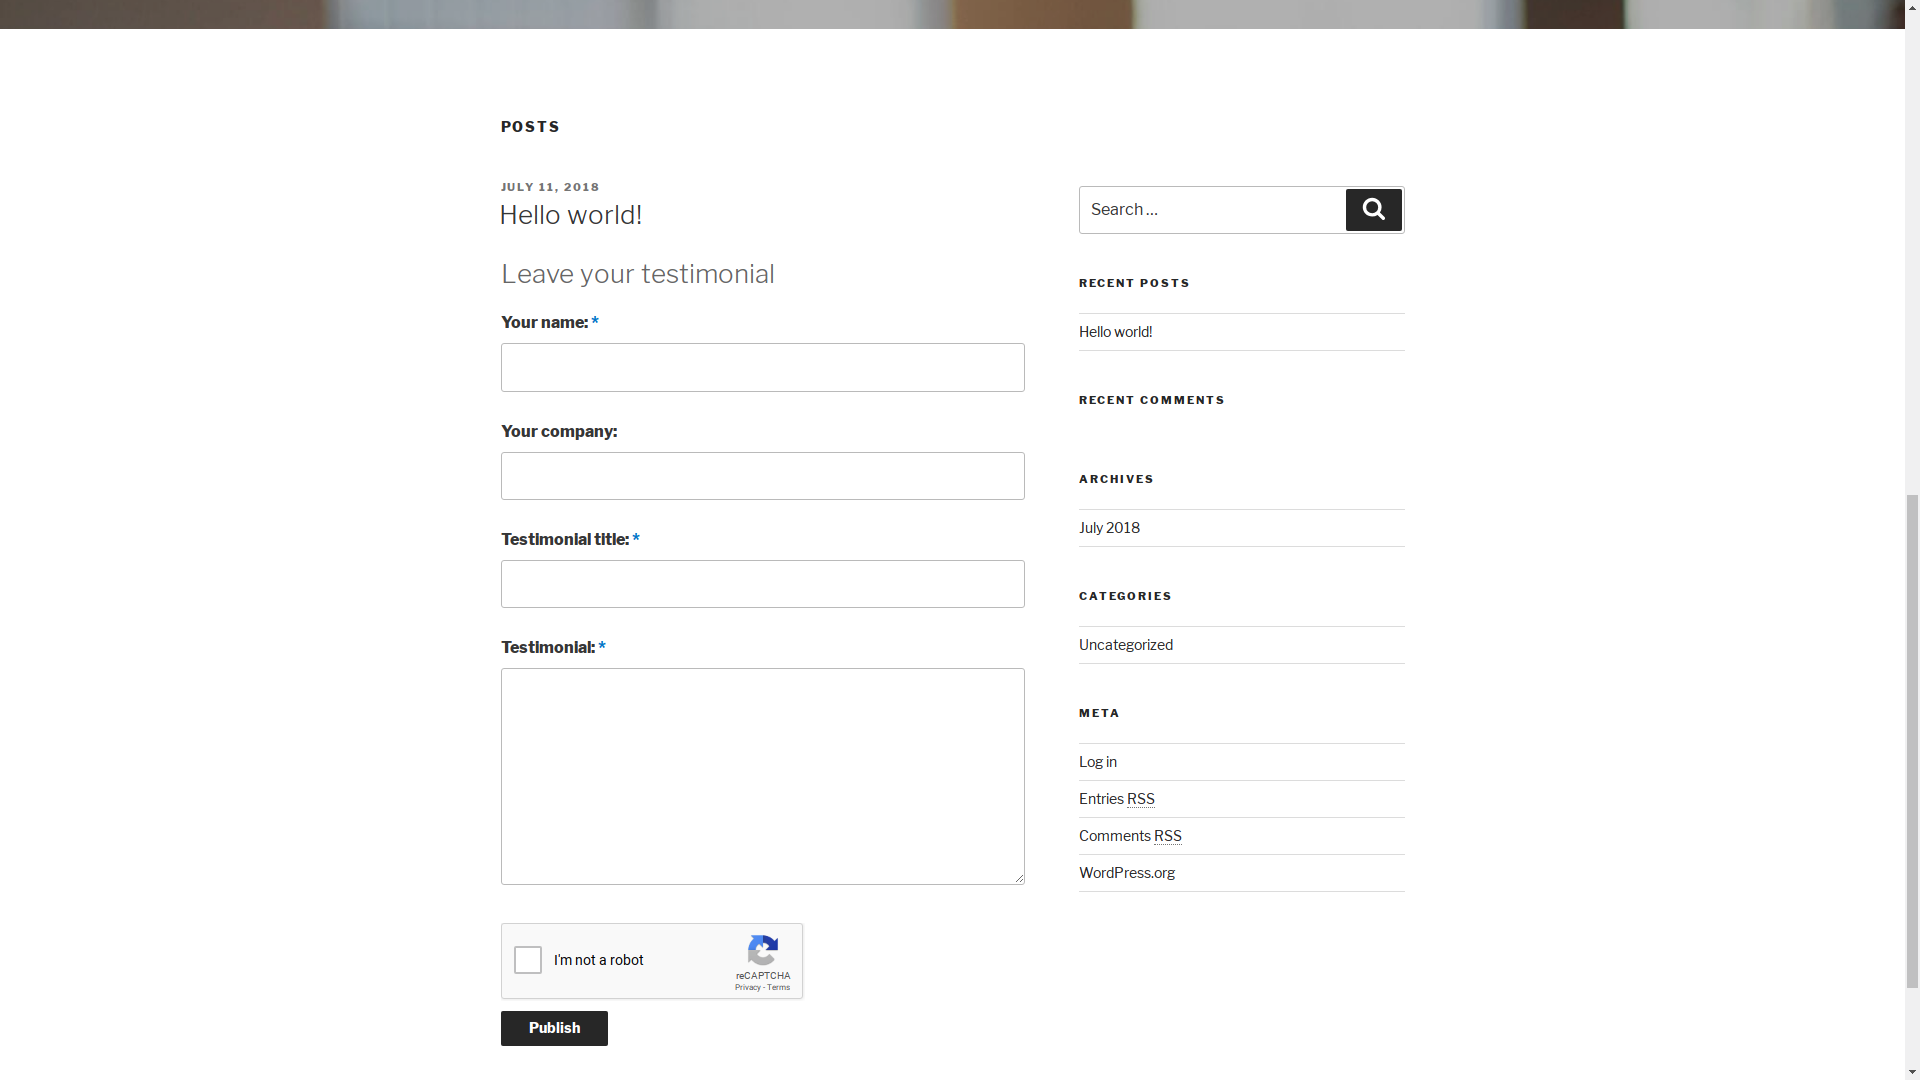 POSTS
JULY 11, 2018
Hello world!
Leave your testimonial
Your name: *
Your company:
Testimonial title: *
Testimonial: *
I'm not a robot
reCAPTCHA
Privacy - Terms
Publish
Search …
RECENT POSTS
Hello world!
RECENT COMMENTS
ARCHIVES
July 2018
CATEGORIES
Uncategorized
META
Log in
Entries RSS
Comments RSS
WordPress.org